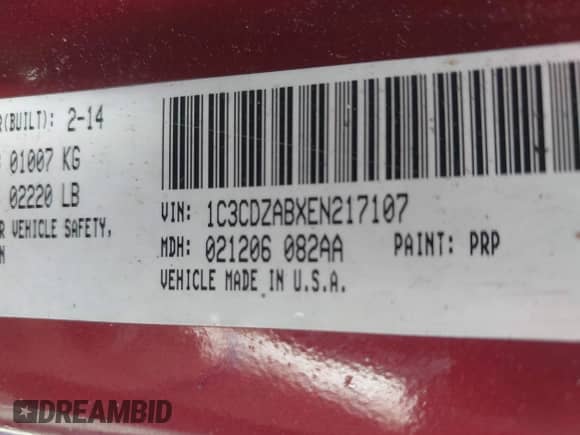 R(BUILT): 2-14
01007 KG
02220 LB
R VEHICLE SAFETY,
N
VIN: 1C3CDZABXEN217107
MDH: 021206 082AA PAINT: PRP
VEHICLE MADE IN U.S.A.
DREAMBID